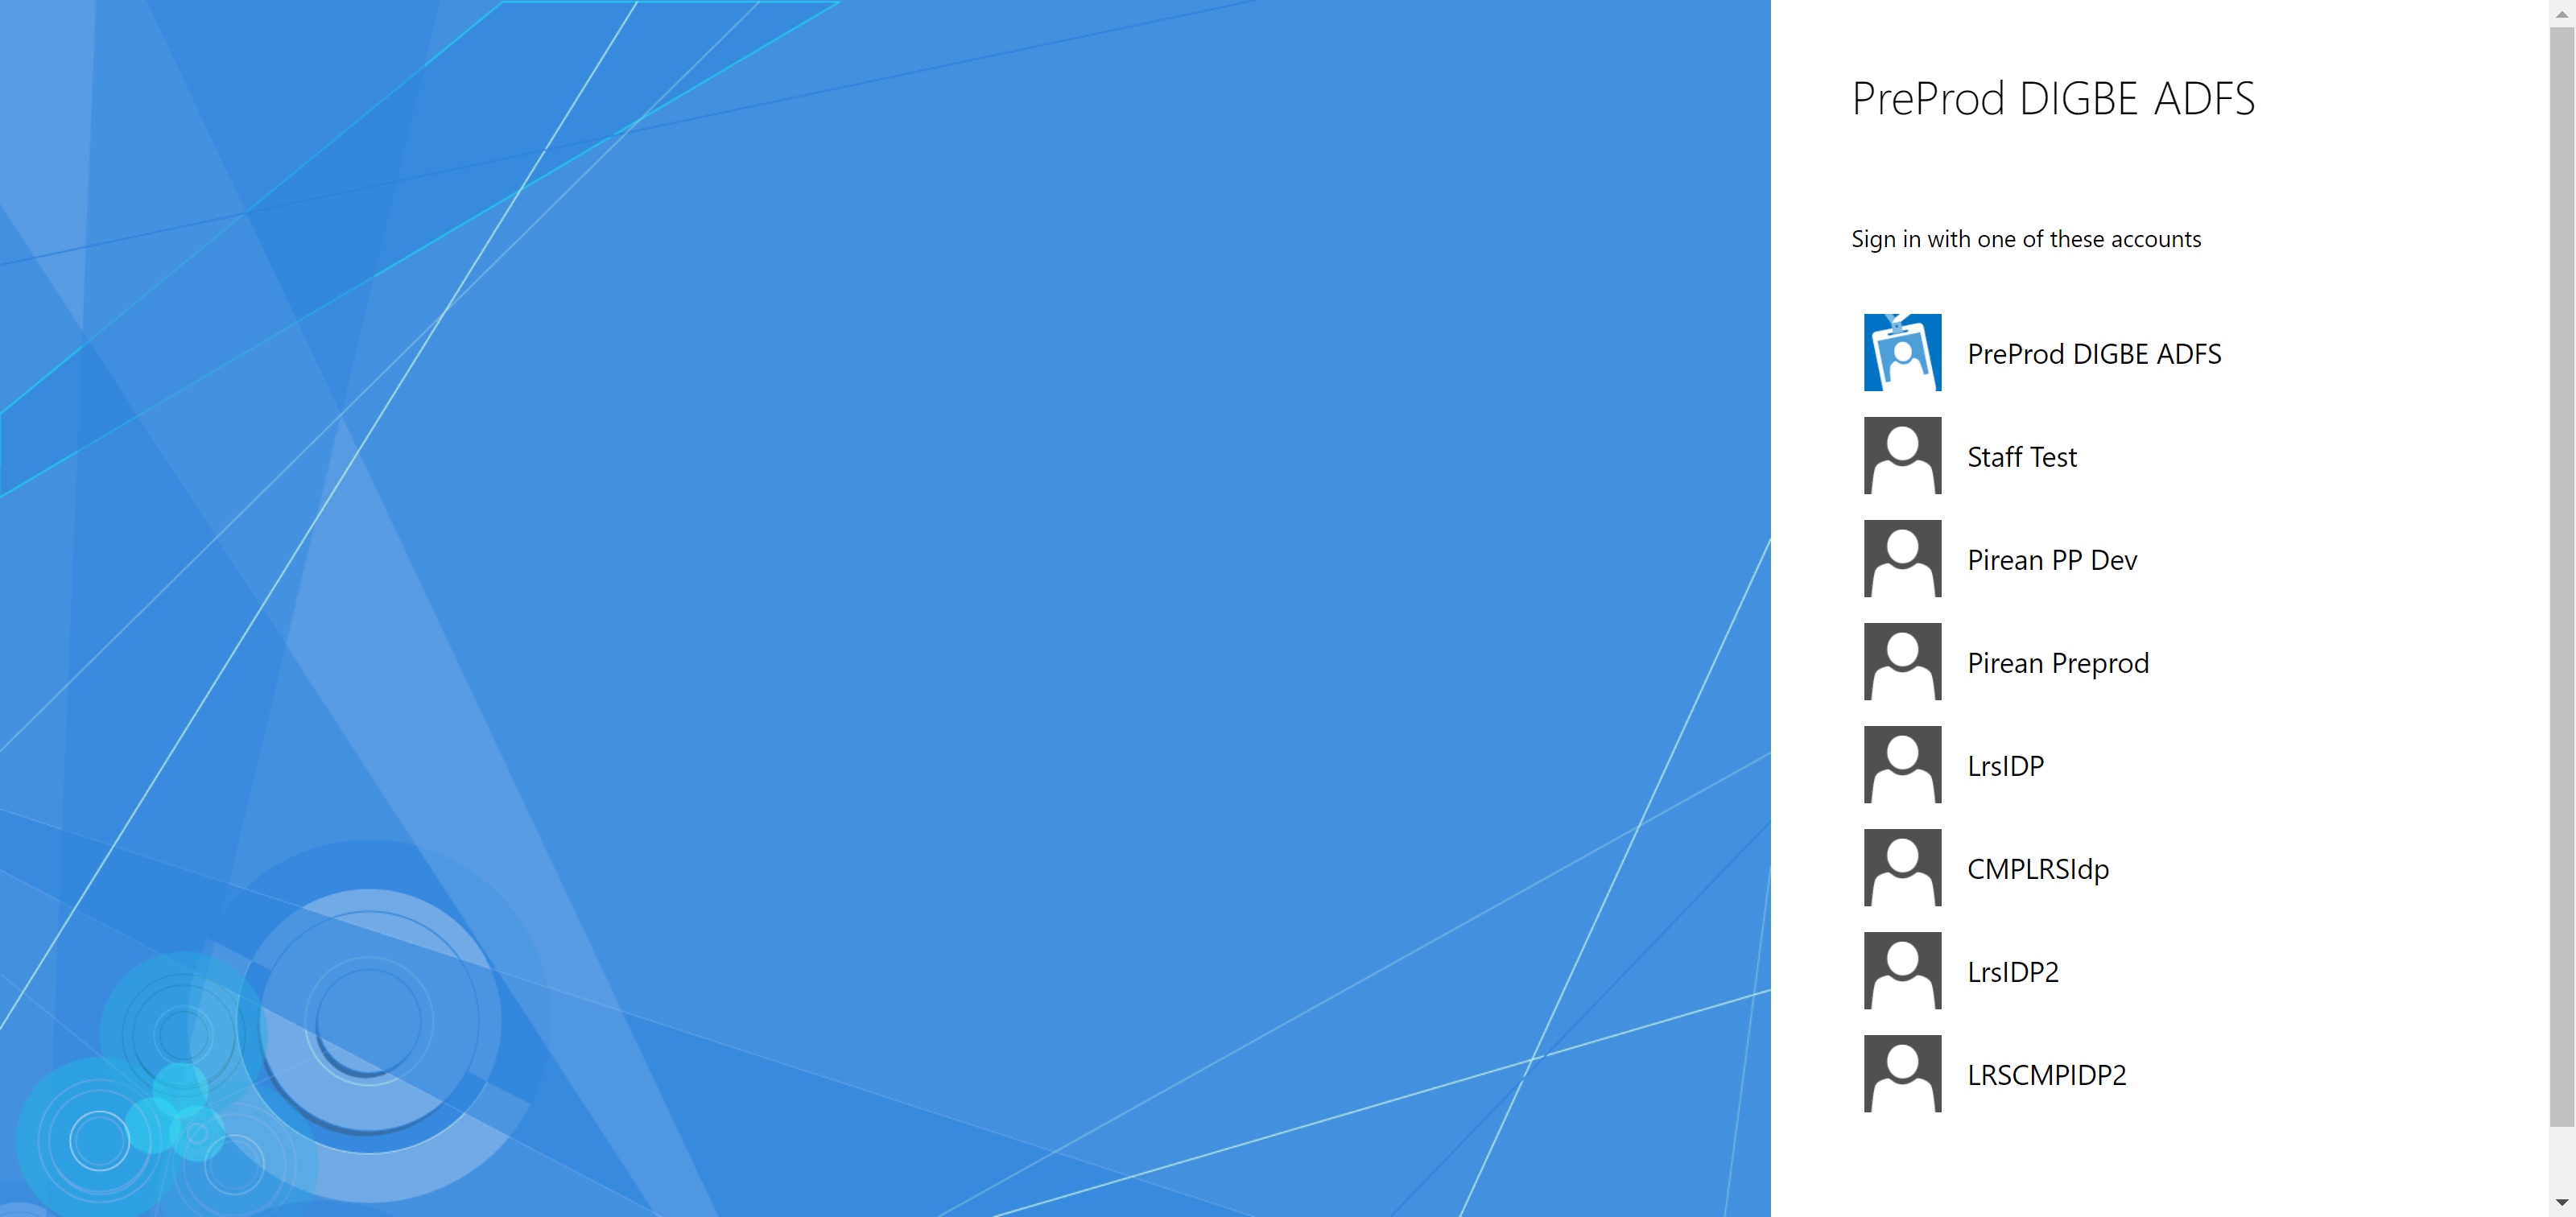 PreProd DIGBE ADFS
Sign in with one of these accounts
PreProd DIGBE ADFS
Staff Test
Pirean PP Dev
Pirean Preprod
LrsIDP
CMPLRSIdp
LrsIDP2
LRSCMPIDP2